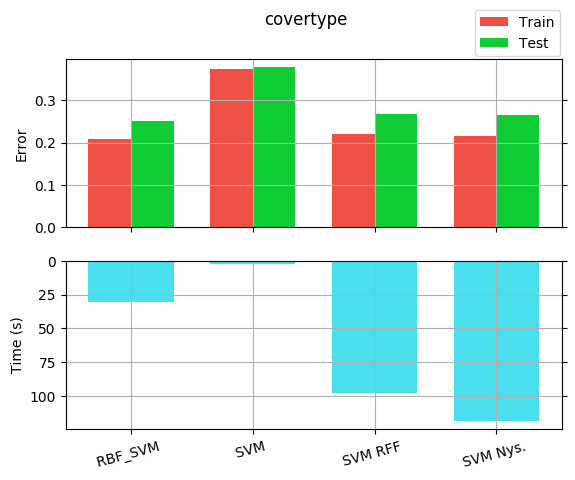 covertype
Train
Test
Error
0.3
0.2
0.1
0.0
Time (s)
0
25
50
75
100
RBF_SVM
SVM
SVM RFF
SVM Nys.